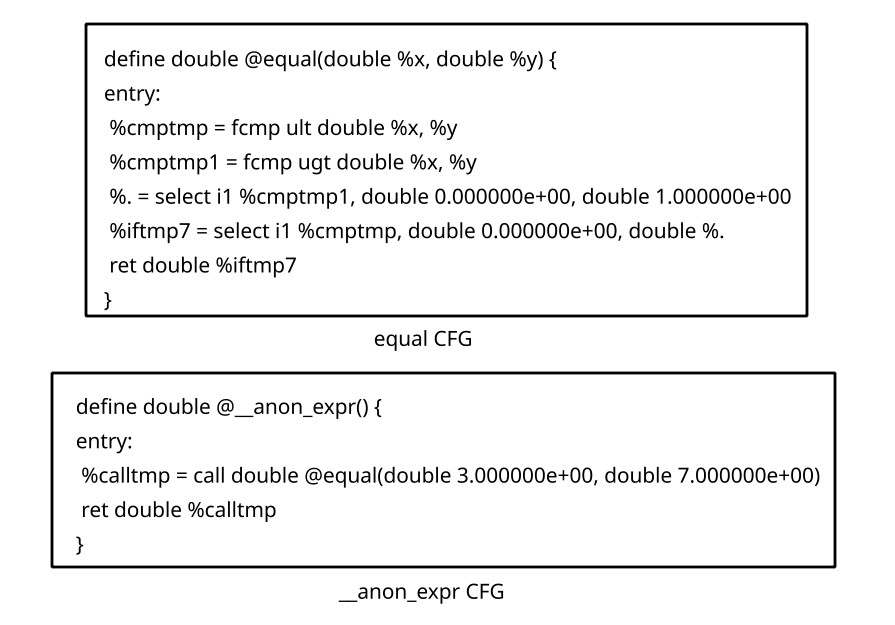 define double @equal(double %x, double %y) {
entry:
%cmptmp = fcmp ult double %x, %y
%cmptmp1 = fcmp ugt double %x, %y
%. = select i1 %cmptmp1, double 0.000000e+00, double 1.000000e+00
%iftmp7 = select i1 %cmptmp, double 0.000000e+00, double %.
ret double %iftmp7
}
equal CFG
define double @__anon_expr() {
entry:
%calltmp = call double @equal(double 3.000000e+00, double 7.000000e+00)
ret double %calltmp
}
__anon_expr CFG